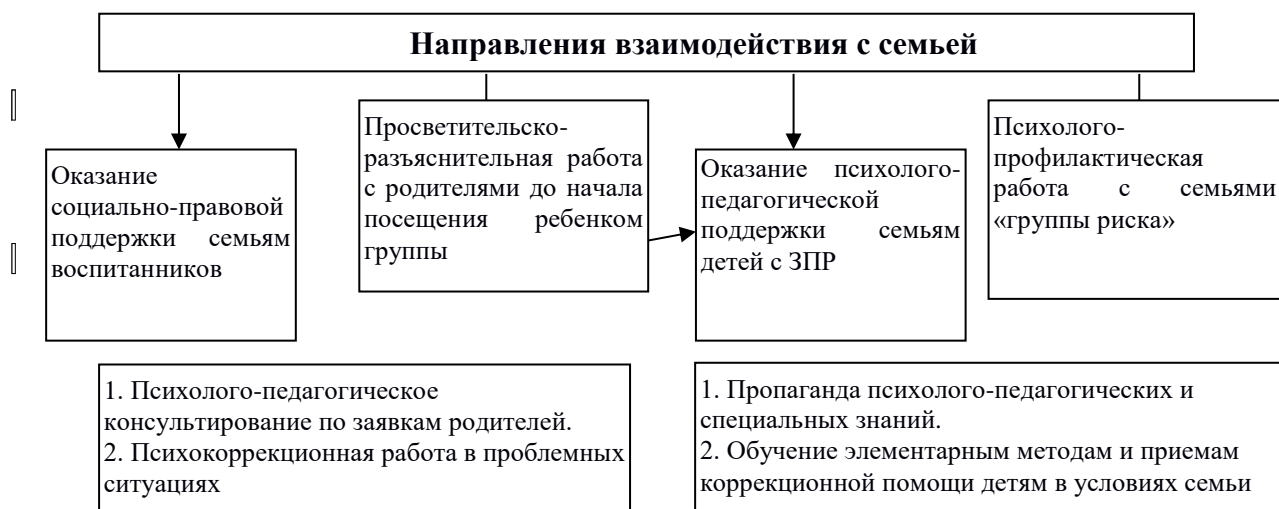 Направления взаимодействия с семьей
Оказание
социально-правовой
поддержки семьям
воспитанников
Просветительско-
разъяснительная работа
с родителями до начала
посещения ребенком
группы
Оказание психолого-
педагогической
поддержки семьям
детей с ЗПР
Психолого-
профилактическая
работа с семьями
«группы риска»
1. Психолого-педагогическое
консультирование по заявкам родителей.
2. Психокоррекционная работа в проблемных
ситуациях
1. Пропаганда психолого-педагогических и
специальных знаний.
2. Обучение элементарным методам и приемам
коррекционной помощи детям в условиях семьи